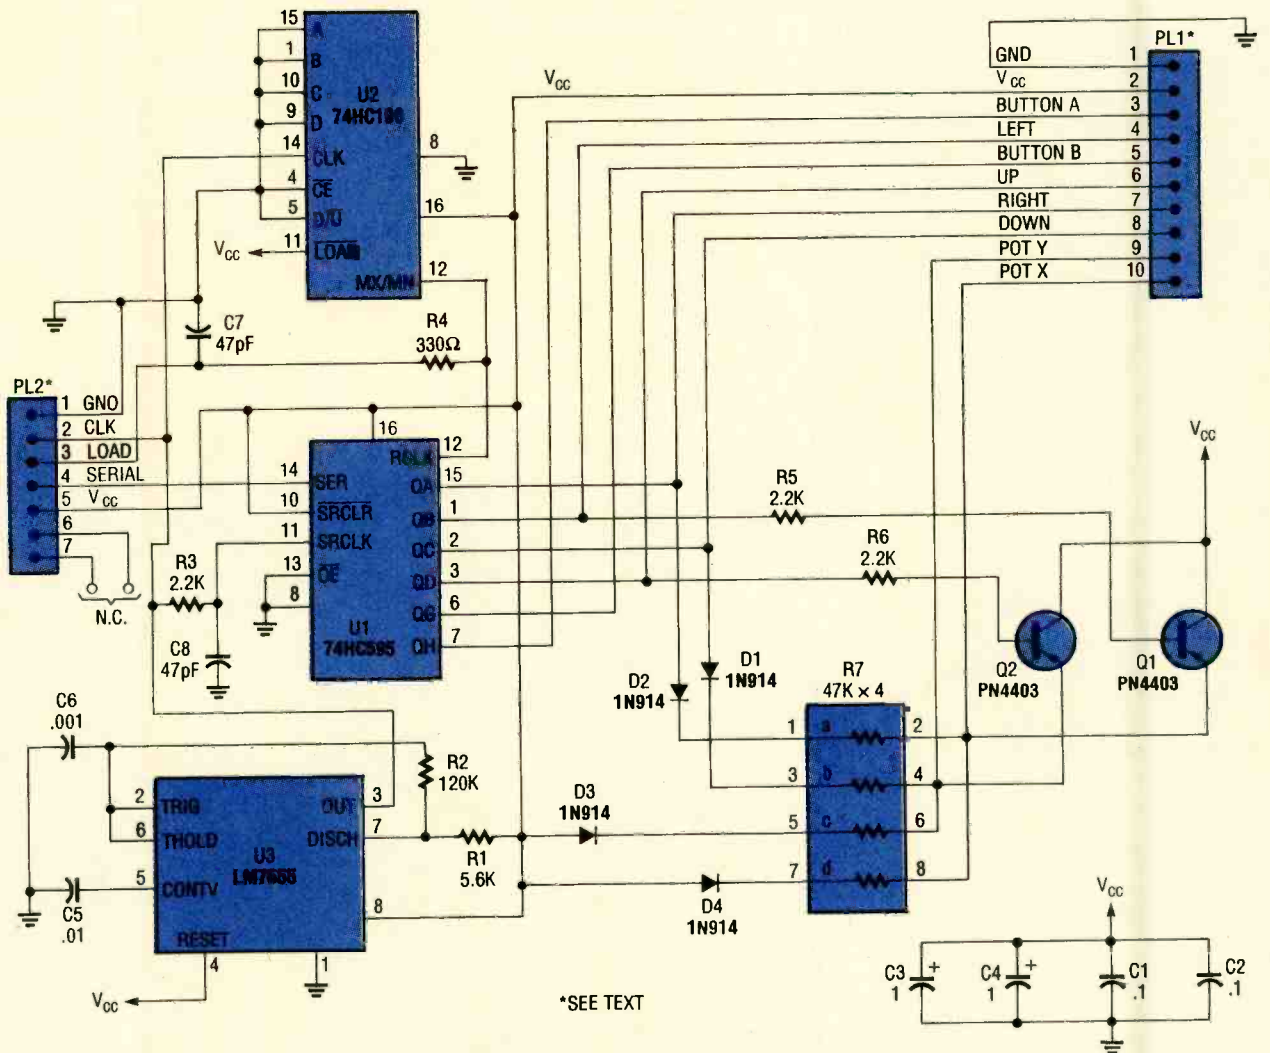 15
A
1
B
10
C
9
D
14
CLK
4
CE
5
D/U
VCC
11
LOAD
U2
8
16
12
MX/MN
VCC
PL1*
GND
1
VCC
2
BUTTON A
3
LEFT
4
BUTTON B
5
UP
6
RIGHT
7
DOWN
8
POT Y
9
POT X
10
C7
47pF
R4
330Ω
PL2*
1
GNO
2
CLK
3
LOAD
4
SERIAL
5
VCC
6
7
N.C.
R3
2.2K
C8
47pF
16
14
SER
10
SRCLR
11
SRCLK
13
OE
8
U1
74HC595
12
RCLK
15
QA
1
QB
2
QC
3
QD
6
QG
7
QH
R5
2.2K
R6
2.2K
VCC
Q2
PN4403
Q1
PN4403
D2
1N914
D1
1N914
R7
47K × 4
1
a
2
3
b
4
5
c
6
7
d
8
C6
.001
C5
.01
2
TRIG
6
THOLD
5
CONTV
RESET
4
VCC
1
U3
3
OUT
7
DISCH
8
R2
120K
R1
5.6K
D3
1N914
D4
1N914
*SEE TEXT
VCC
C3
+
1
C4
+
1
C1
.1
C2
.1